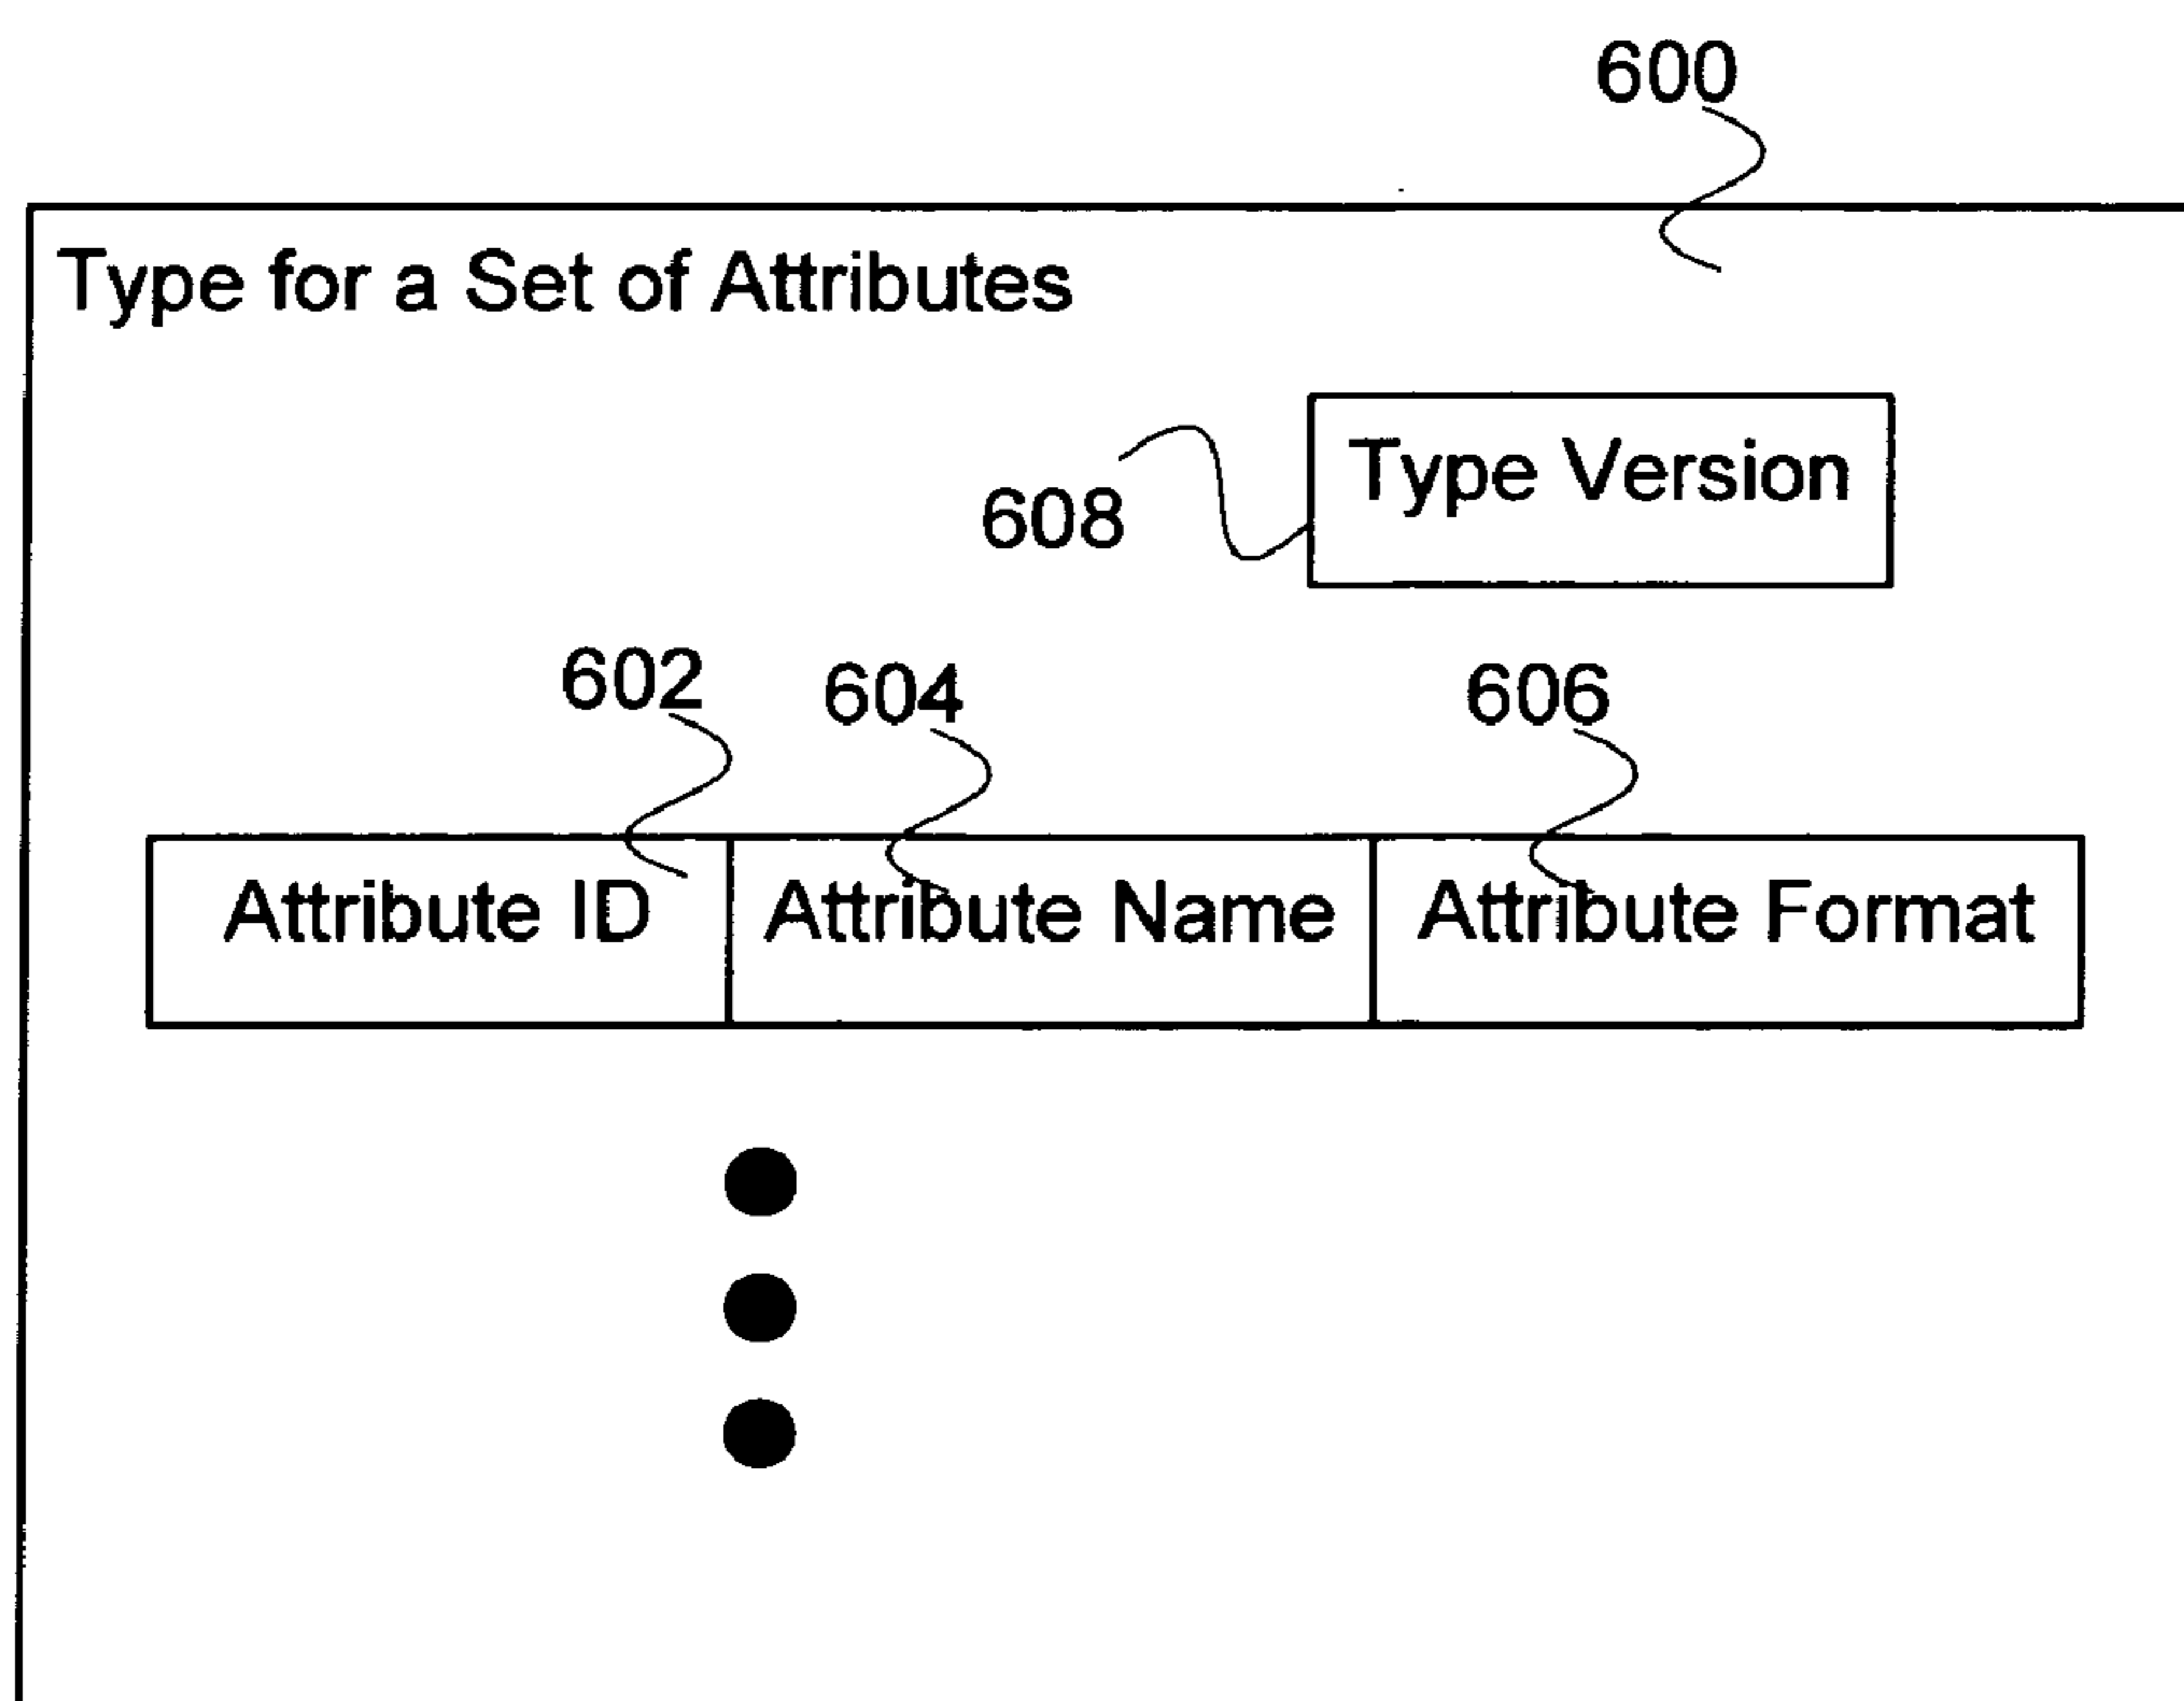 600
Type for a Set of Attributes
Type Version
608
602 604 606
Attribute ID Attribute Name Attribute Format